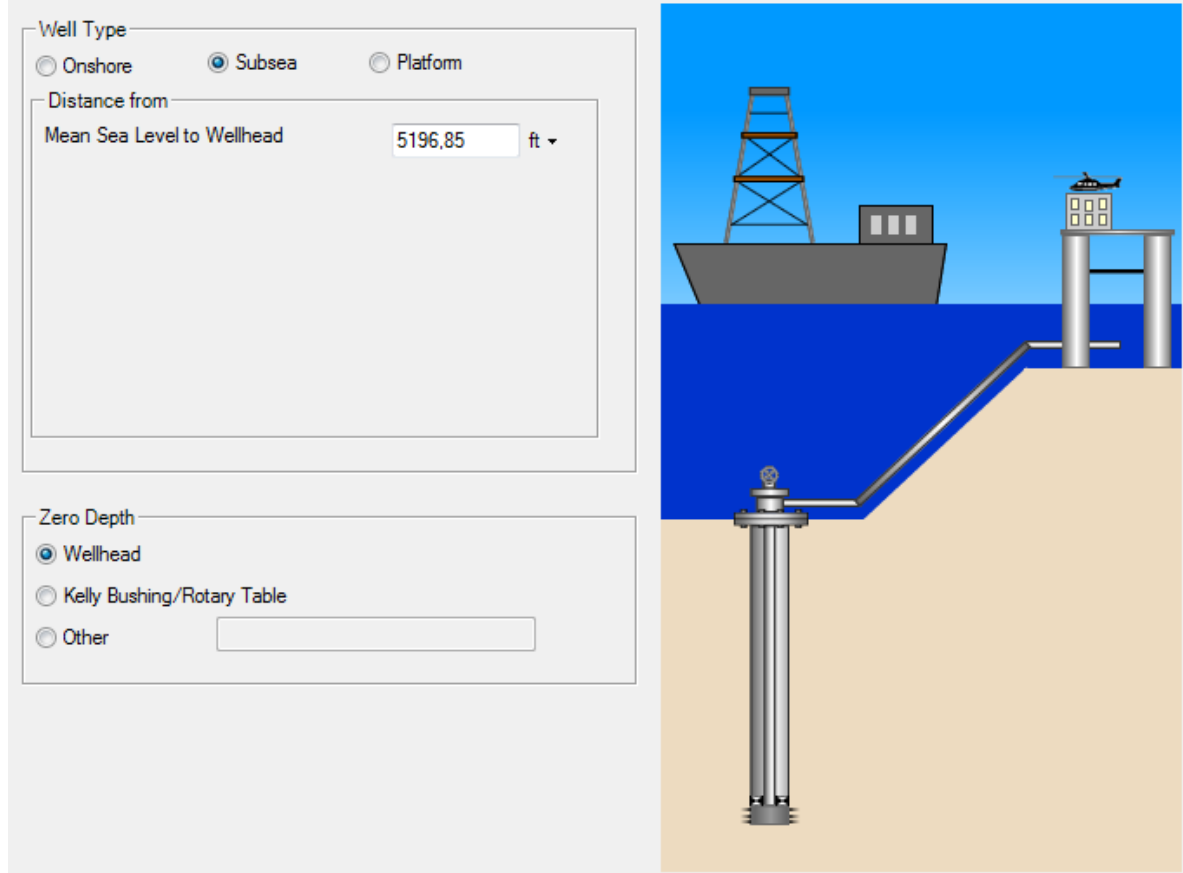 Well Type
Onshore Subsea Platform
Distance from
Mean Sea Level to Wellhead 5196,85 ft
Zero Depth
Wellhead
Kelly Bushing/Rotary Table
Other